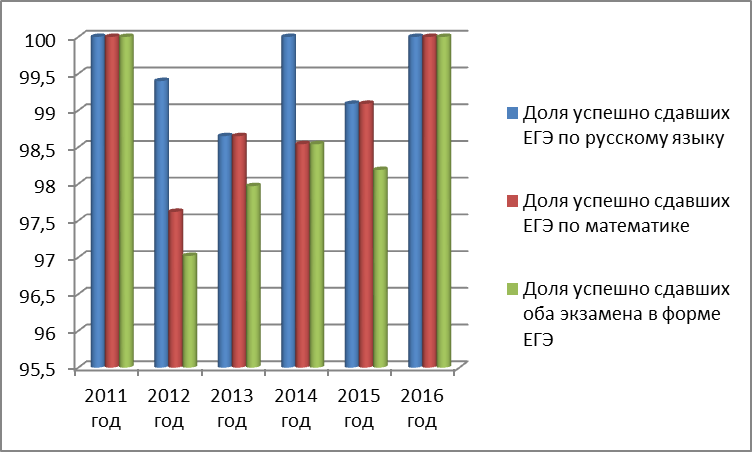 100
99,5
99
98,5
98
97,5
97
96,5
96
95,5
2011 год
2012 год
2013 год
2014 год
2015 год
2016 год
Доля успешно сдавших
ЕГЭ по русскому языку
Доля успешно сдавших
ЕГЭ по математике
Доля успешно сдавших
оба экзамена в форме
ЕГЭ